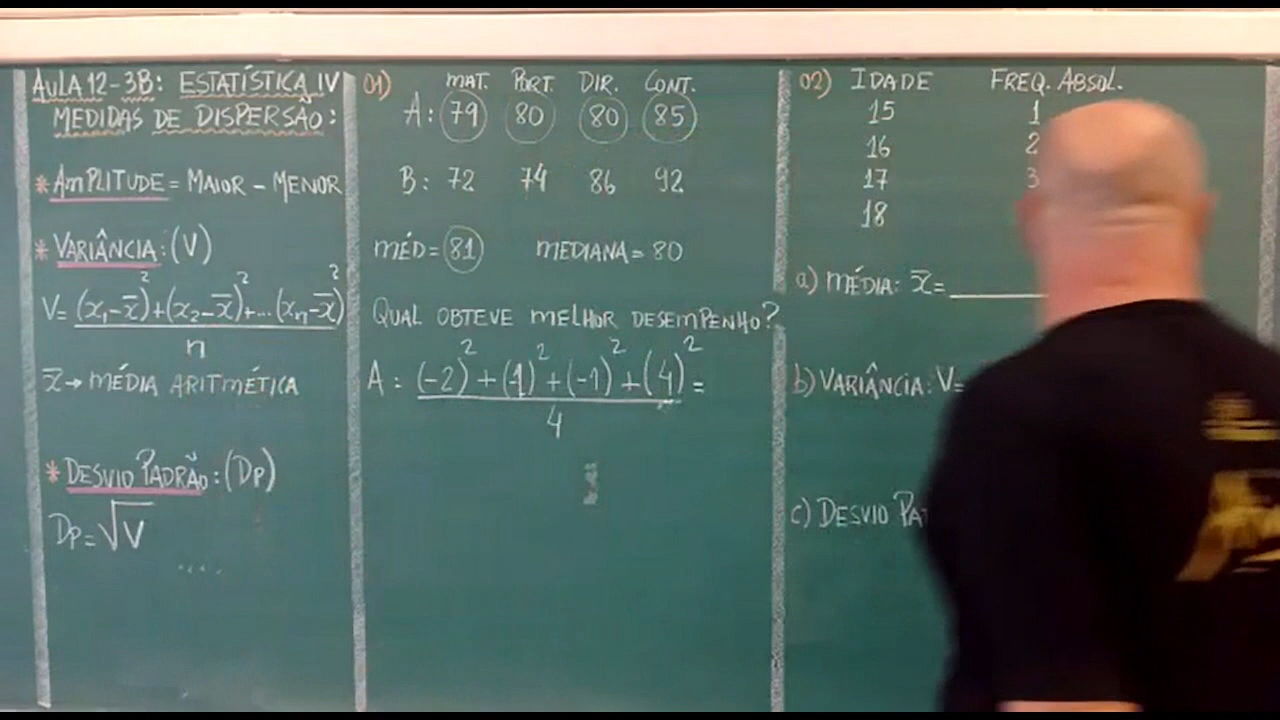 AULA 12 - 3B: ESTATÍSTICA IV
MEDIDAS DE DISPERSÃO:
* AMPLITUDE = MAIOR - MENOR
* VARIÂNCIA: (V)
V = (x₁-x̄)²+(x₂-x̄)²+...(xₙ-x̄)²
n
x̄ → MÉDIA ARITMÉTICA
* DESVIO PADRÃO: (DP)
DP = √V
....
01) MAT. PORT. DIR. CONT.
A: 79 80 80 85
B: 72 74 86 92
MÉD = 81 MEDIANA = 80
QUAL OBTEVE MELHOR DESEMPENHO?
A: (-2)²+(-1)²+(-1)²+(4)² =
4
02) IDADE FREQ. ABSOL.
15 1
16 2
17 3
18
a) MÉDIA: x̄ = ____
b) VARIÂNCIA: V=
c) DESVIO PA